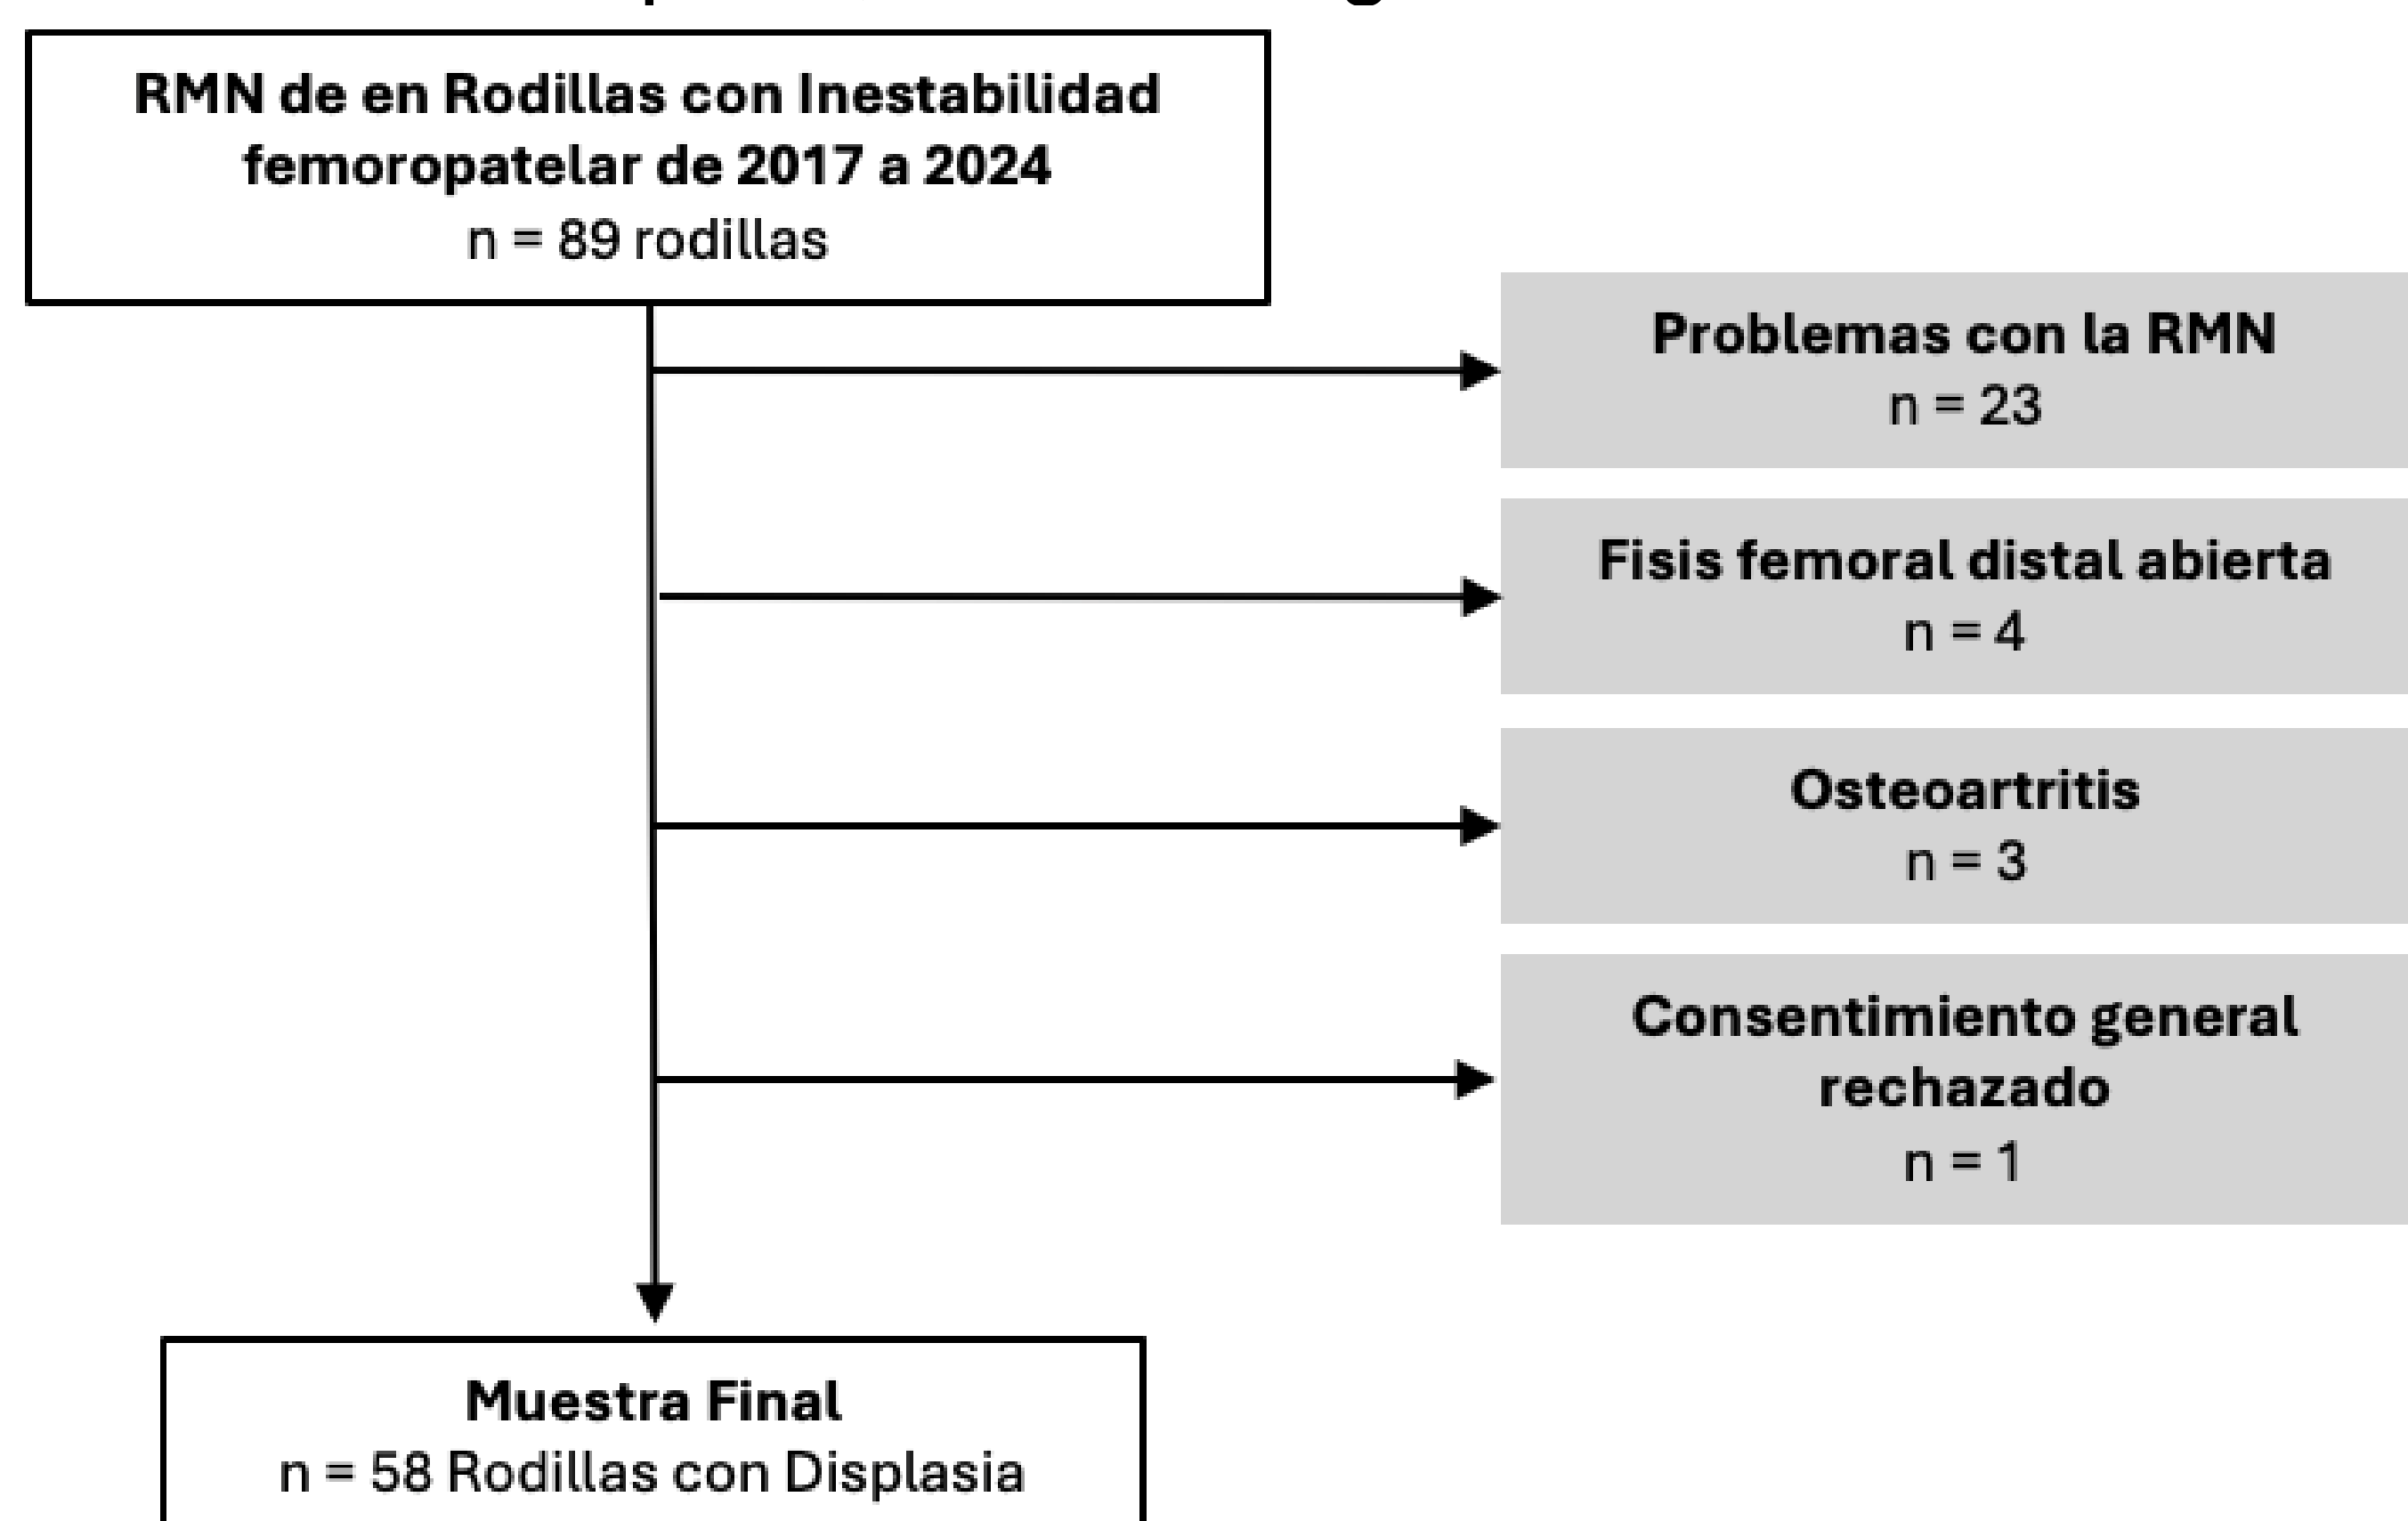 RMN de en Rodillas con Inestabilidad
femoropatelar de 2017 a 2024
n = 89 rodillas
Problemas con la RMN
n = 23
Fisis femoral distal abierta
n = 4
Osteoartritis
n = 3
Consentimiento general
rechazado
n = 1
Muestra Final
n = 58 Rodillas con Displasia